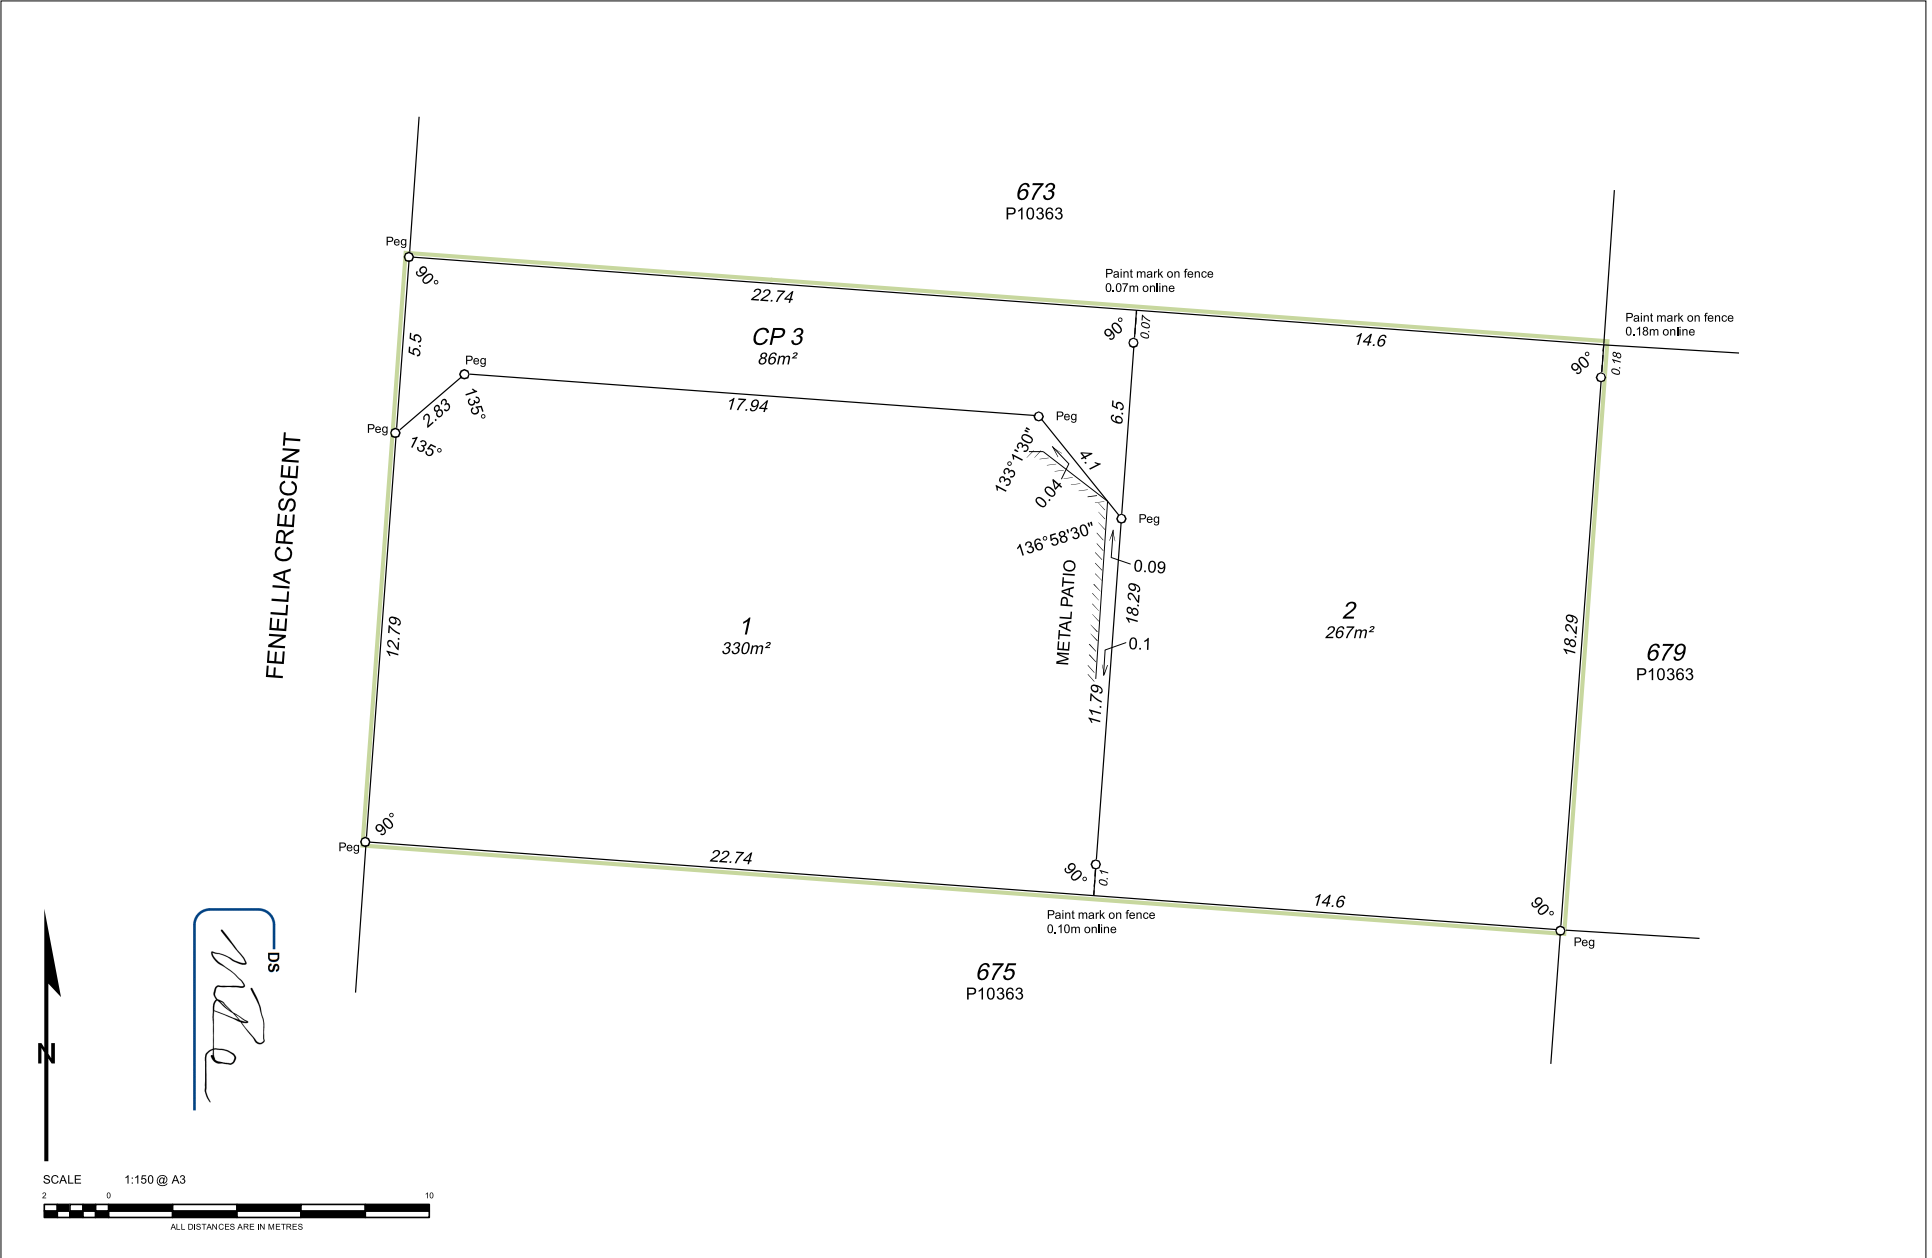 673
P10363
Peg
90°
22.74
Paint mark on fence
0.07m online
90°
0.07
14.6
Paint mark on fence
0.18m online
90°
0.18
5.5
CP 3
86m²
Peg
135°
17.94
2.83
Peg
135°
Peg
6.5
4.1
133°1'30"
0.04
Peg
136°58'30"
0.09
METAL PATIO
18.29
0.1
11.79
FENELLIA CRESCENT
12.79
1
330m²
2
267m²
18.29
679
P10363
Peg
90°
22.74
90°
0.1
14.6
90°
Peg
Paint mark on fence
0.10m online
675
P10363
DS
N
SCALE 1:150 @ A3
2 0 10
ALL DISTANCES ARE IN METRES